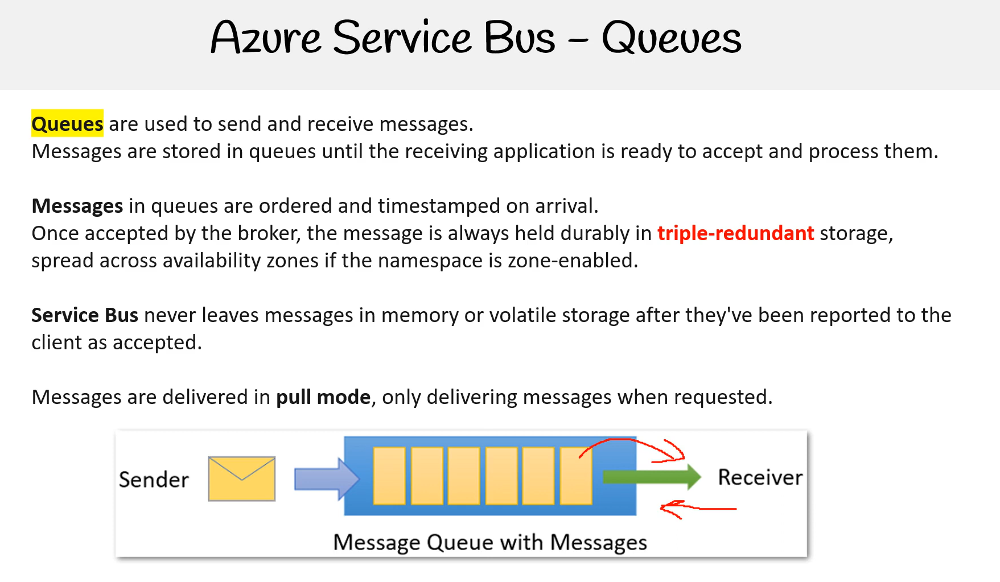 Azure Service Bus – Queues
Queues are used to send and receive messages.
Messages are stored in queues until the receiving application is ready to accept and process them.
Messages in queues are ordered and timestamped on arrival.
Once accepted by the broker, the message is always held durably in triple-redundant storage,
spread across availability zones if the namespace is zone-enabled.
Service Bus never leaves messages in memory or volatile storage after they've been reported to the
client as accepted.
Messages are delivered in pull mode, only delivering messages when requested.
Sender
Receiver
Message Queue with Messages